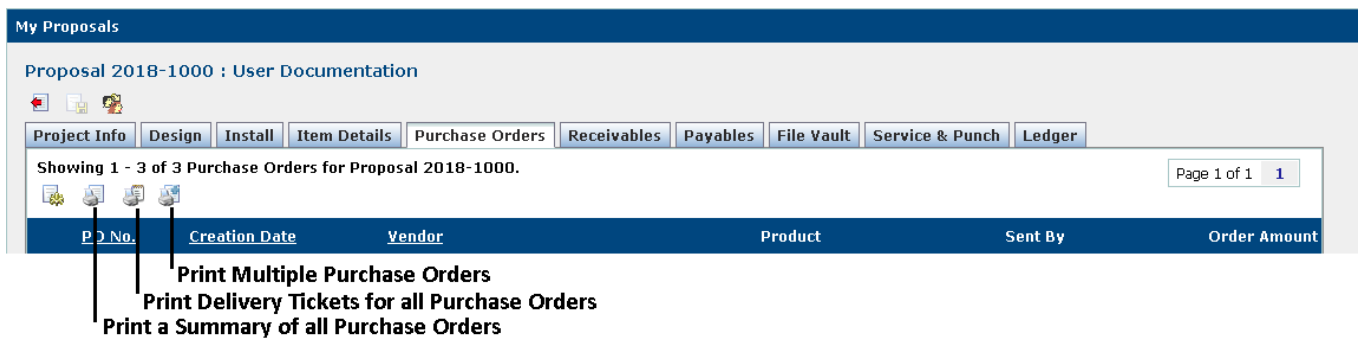 My Proposals
Proposal 2018-1000 : User Documentation
Project Info Design Install Item Details Purchase Orders Receivables Payables File Vault Service & Punch Ledger
Showing 1 - 3 of 3 Purchase Orders for Proposal 2018-1000.
Page 1 of 1 1
PO No. Creation Date Vendor Product Sent By Order Amount
Print Multiple Purchase Orders
Print Delivery Tickets for all Purchase Orders
Print a Summary of all Purchase Orders